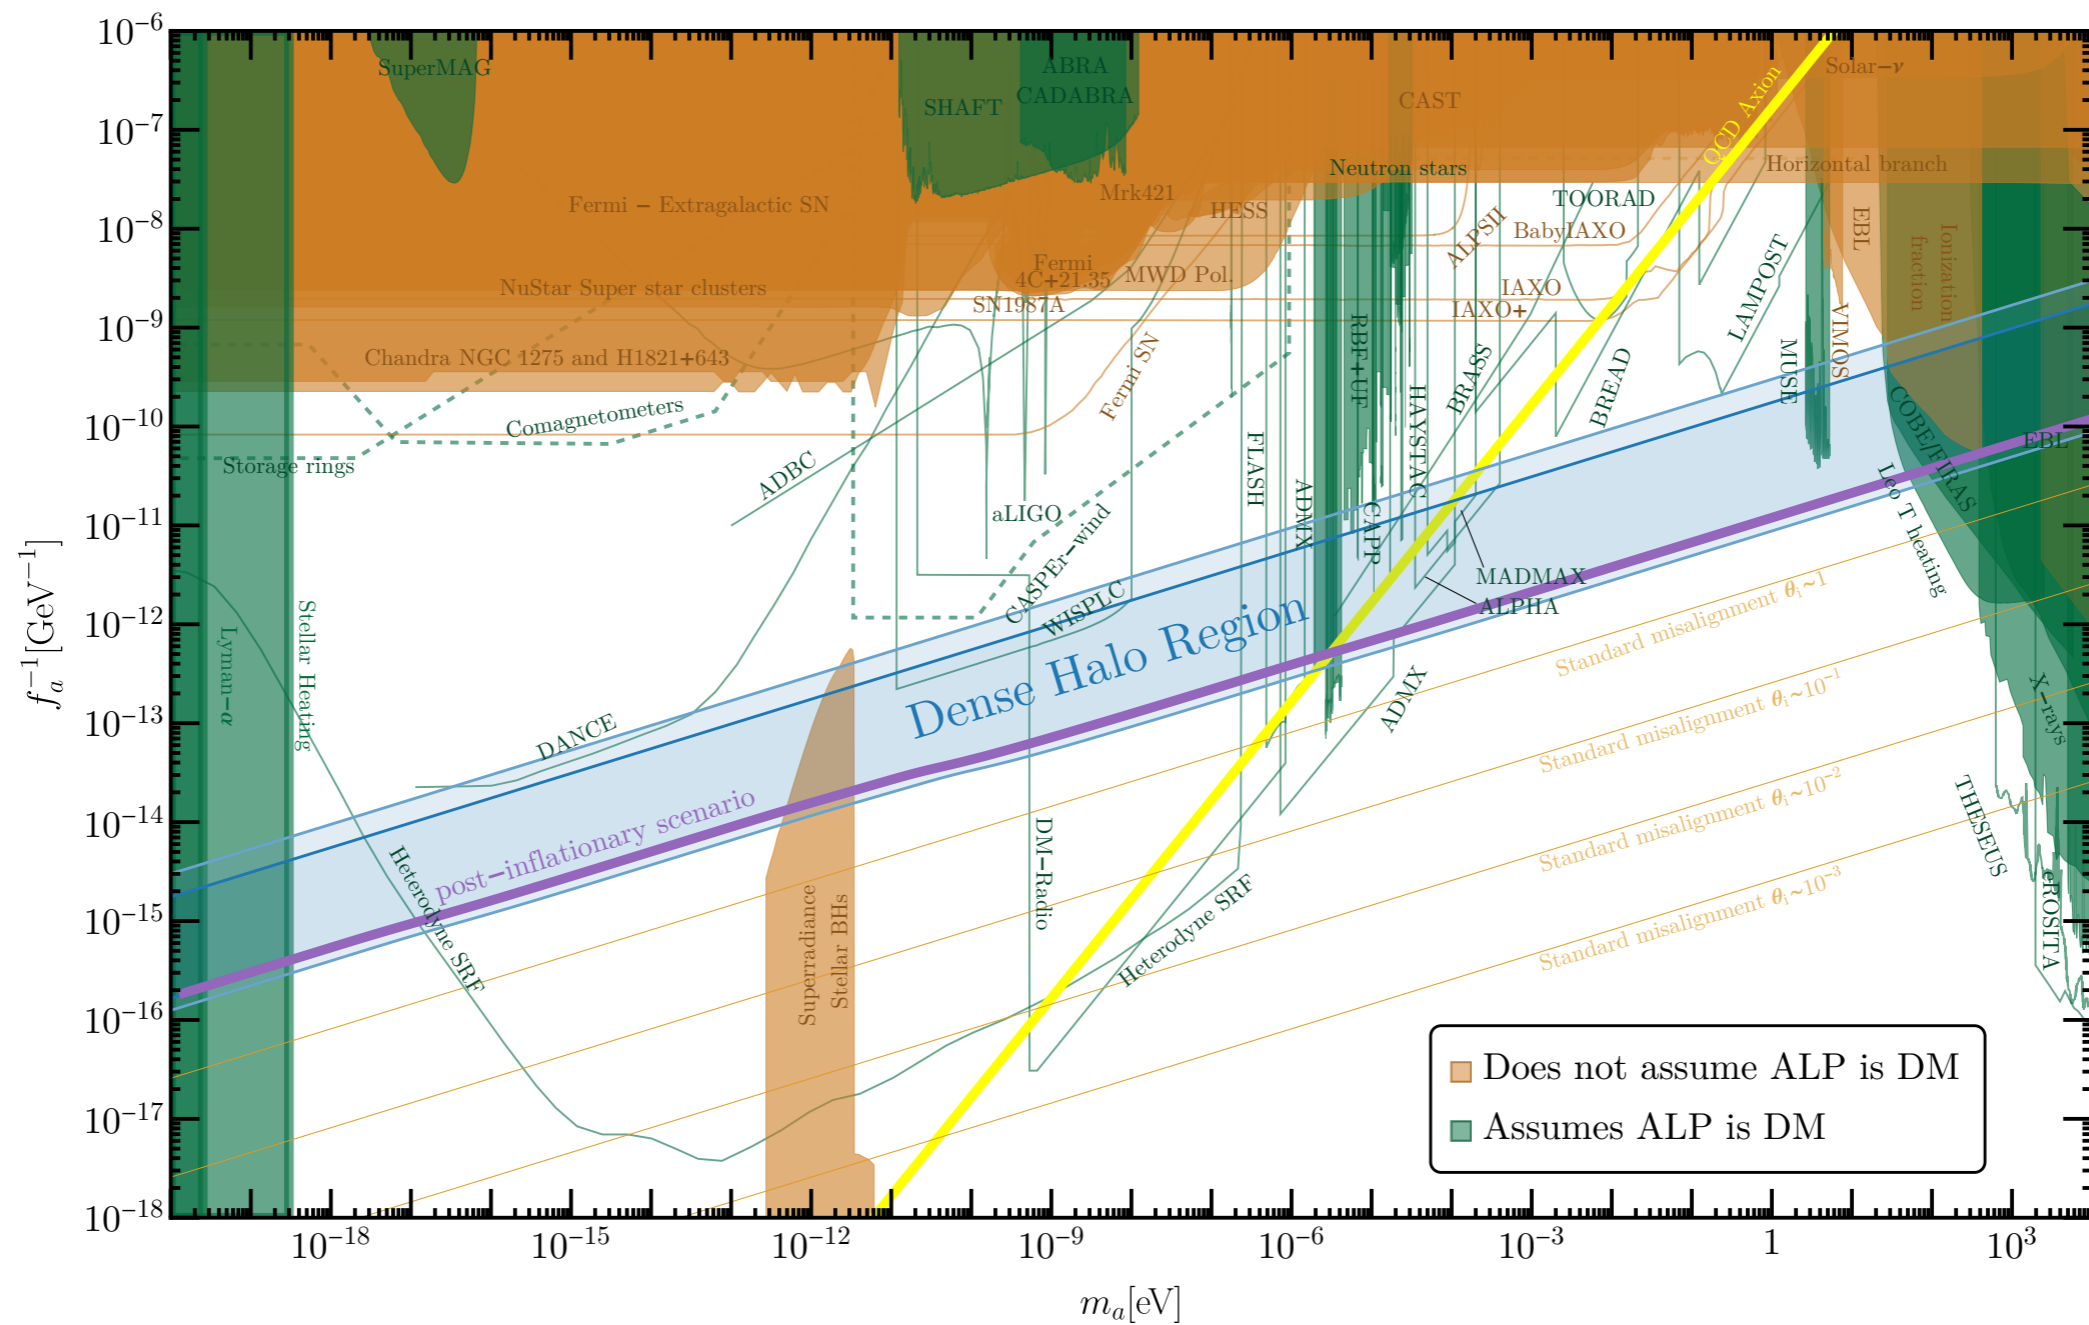 10⁻⁶
10⁻⁷
10⁻⁸
10⁻⁹
10⁻¹⁰
10⁻¹¹
10⁻¹²
10⁻¹³
10⁻¹⁴
10⁻¹⁵
10⁻¹⁶
10⁻¹⁷
10⁻¹⁸
f_a⁻¹[GeV⁻¹]
SuperMAG
SHAFT
ABRA
CADABRA
CAST
QCD Axion
Solar−ν
Neutron stars
Horizontal branch
Fermi − Extragalactic SN
Mrk421
HESS
TOORAD
ALPSII
BabyIAXO
EBL
Ionization
fraction
Fermi
4C+21.35
MWD Pol.
NuStar Super star clusters
SN1987A
IAXO
IAXO+
LAMPOST
Chandra NGC 1275 and H1821+643
Fermi SN
RBF+UF
BRASS
BREAD
MUSE
VIMOS
Comagnetometers
Storage rings
ADBC
aLIGO
CASPEr−wind
WISPLC
FLASH
ADMX
CAPP
HAYSTAC
COBE/FIRAS
EBL
Leo T heating
MADMAX
ALPHA
Lyman−α
Stellar Heating
Dense Halo Region
DANCE
ADMX
Standard misalignment θᵢ~1
Standard misalignment θᵢ~10⁻¹
Standard misalignment θᵢ~10⁻²
Standard misalignment θᵢ~10⁻³
X−rays
THESEUS
eROSITA
post−inflationary scenario
Heterodyne SRF
Superradiance
Stellar BHs
DM−Radio
Heterodyne SRF
Does not assume ALP is DM
Assumes ALP is DM
10⁻¹⁸
10⁻¹⁵
10⁻¹²
10⁻⁹
10⁻⁶
10⁻³
1
10³
m_a[eV]